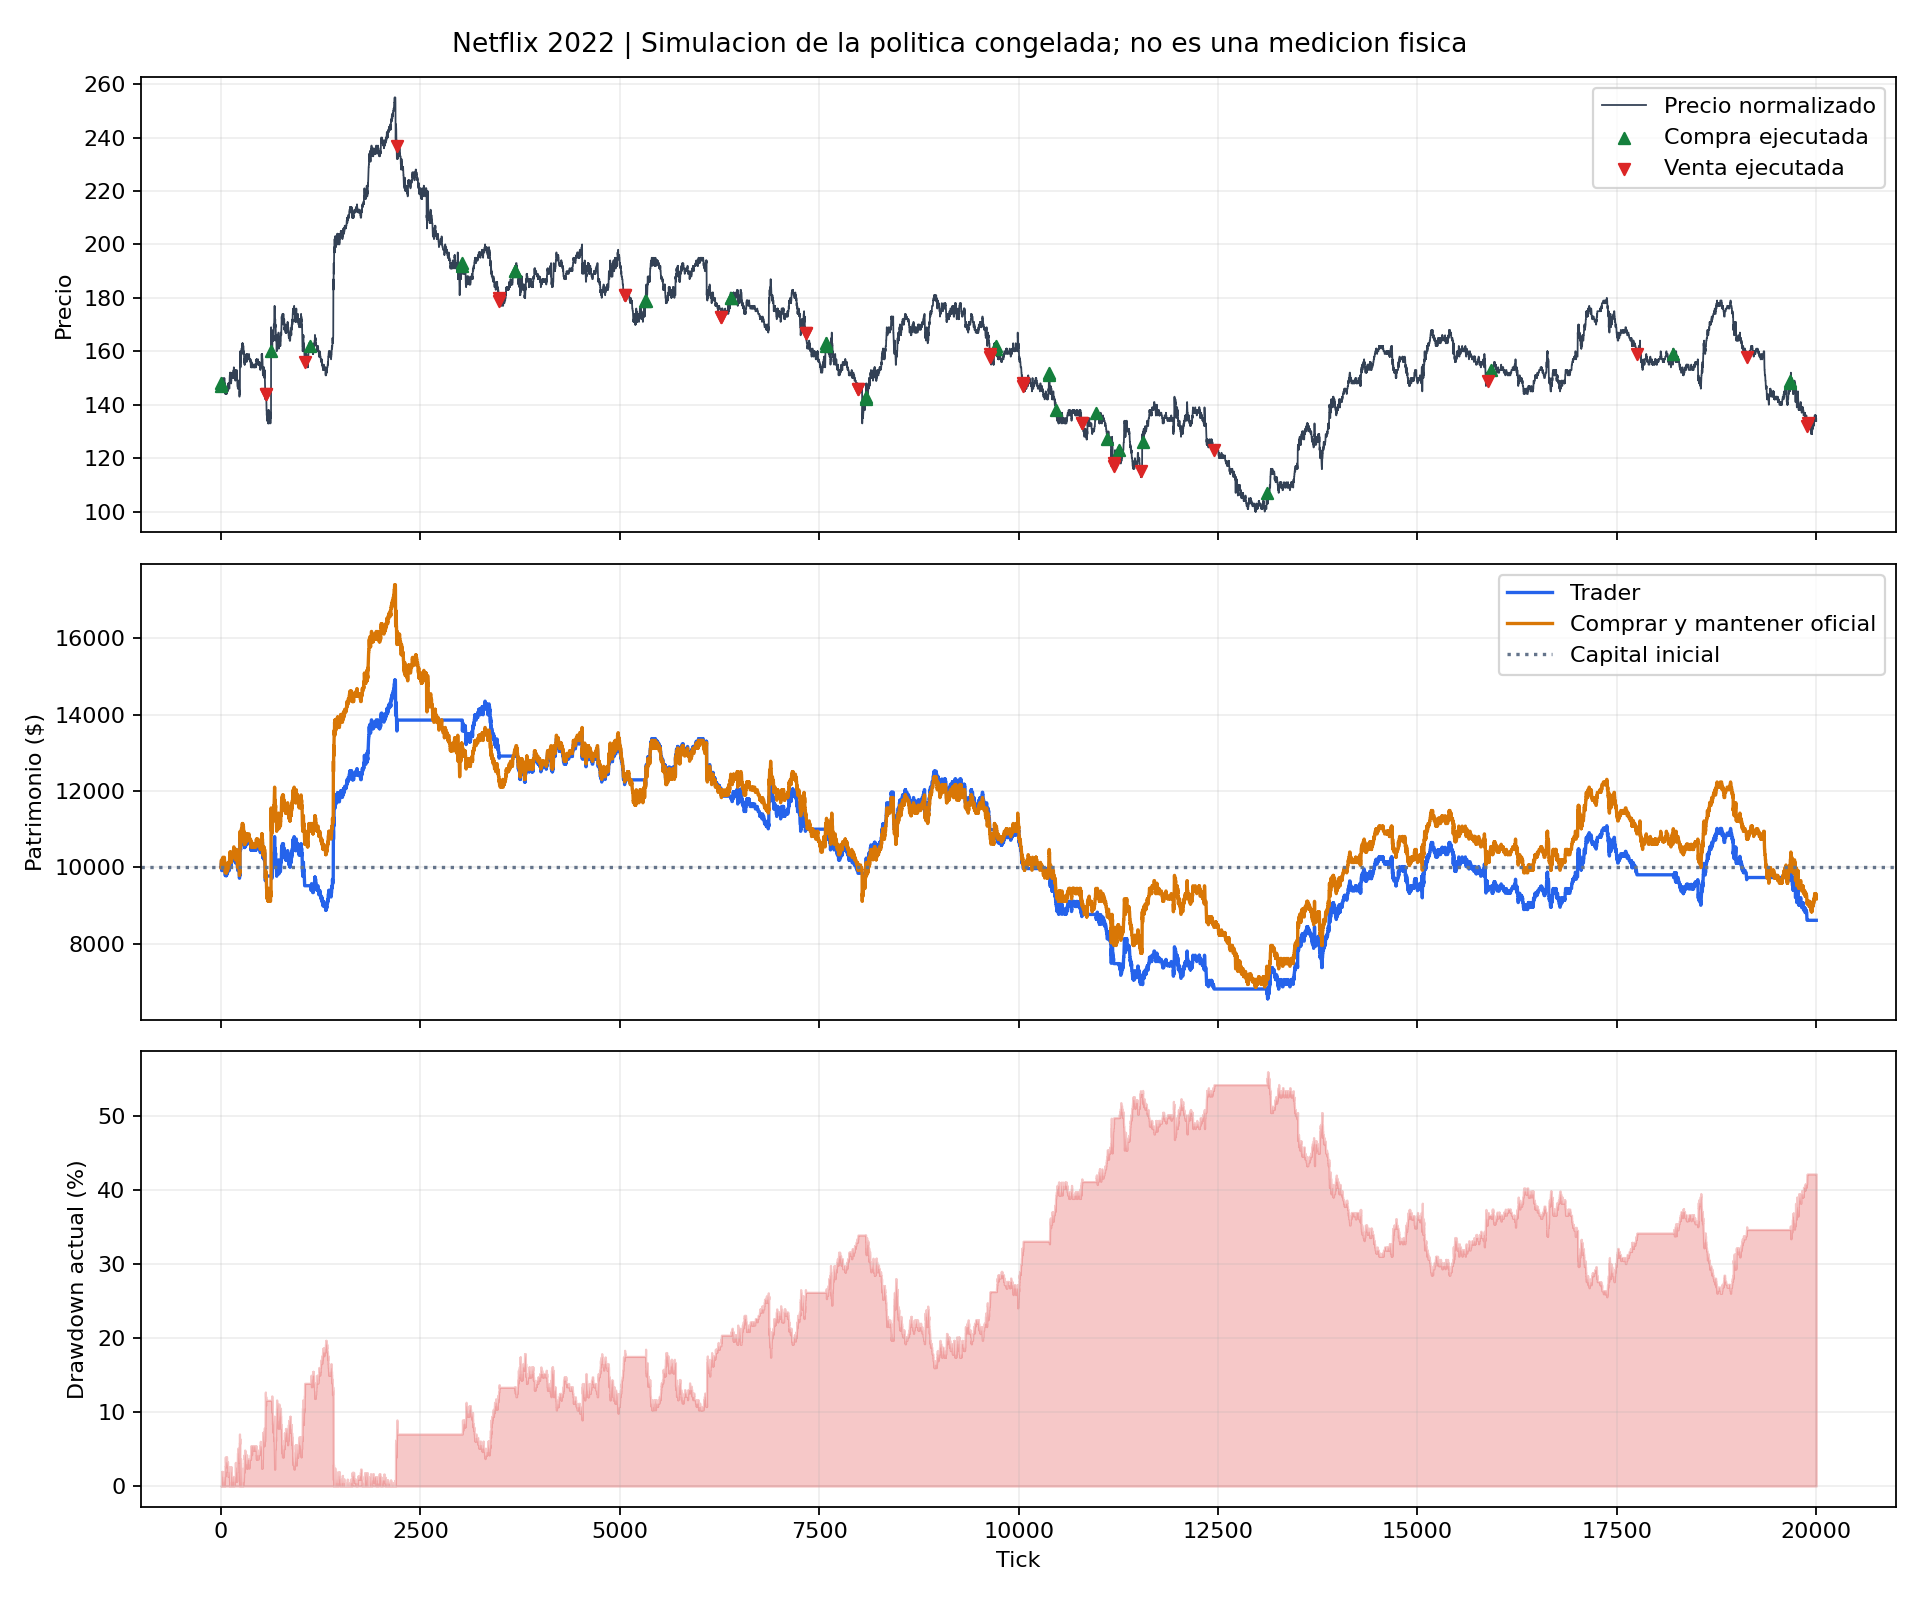 Netflix 2022 | Simulacion de la politica congelada; no es una medicion fisica
260
240
220
200
180
160
140
120
100
Precio
Precio normalizado
Compra ejecutada
Venta ejecutada
16000
14000
12000
10000
8000
Patrimonio ($)
Trader
Comprar y mantener oficial
Capital inicial
50
40
30
20
10
0
Drawdown actual (%)
0 2500 5000 7500 10000 12500 15000 17500 20000
Tick